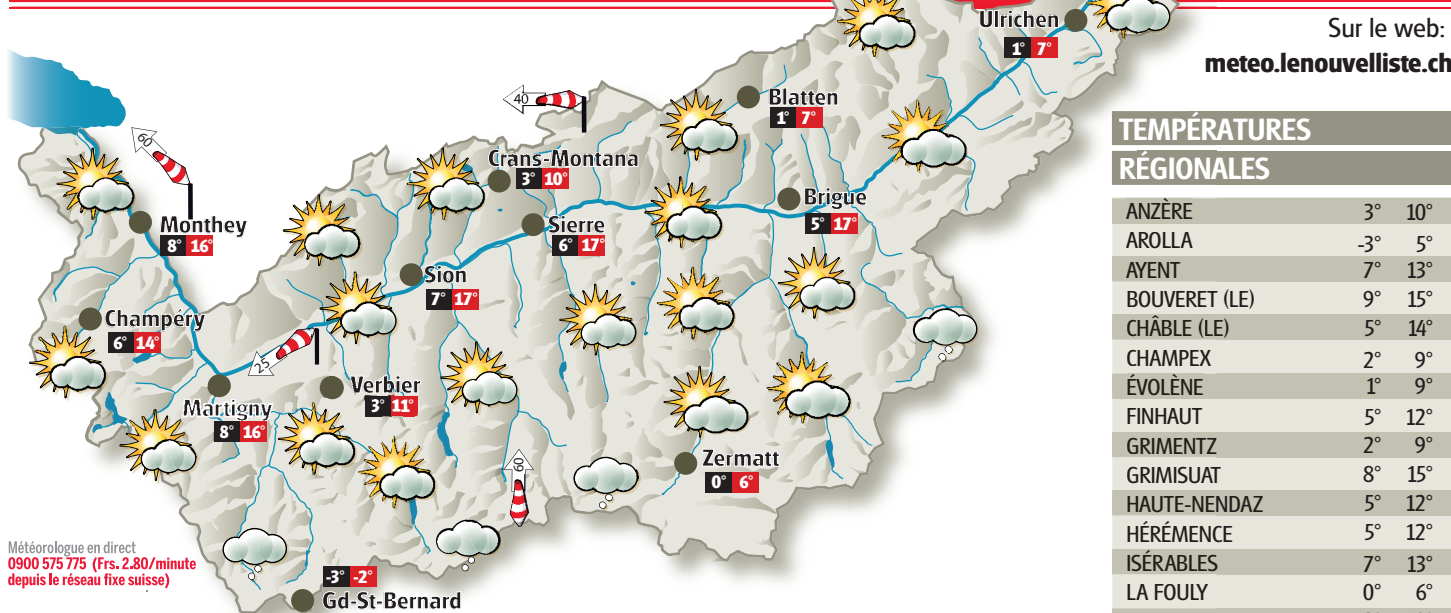 Ulrichen
1° 7°
Sur le web:
meteo.lenouvelliste.ch
Blatten
1° 7°
40
60
Crans-Montana
3° 10°
Monthey
8° 16°
Sierre
6° 17°
Brigue
5° 17°
Sion
7° 17°
Champéry
6° 14°
25
Verbier
3° 11°
Martigny
8° 16°
60
Zermatt
0° 6°
Météorologue en direct
0900 575 775 (Frs. 2.80/minute
depuis le réseau fixe suisse)
-3° -2°
Gd-St-Bernard
TEMPÉRATURES
RÉGIONALES
ANZÈRE 3° 10°
AROLLA -3° 5°
AYENT 7° 13°
BOUVERET (LE) 9° 15°
CHÂBLE (LE) 5° 14°
CHAMPEX 2° 9°
ÉVOLÈNE 1° 9°
FINHAUT 5° 12°
GRIMENTZ 2° 9°
GRIMISUAT 8° 15°
HAUTE-NENDAZ 5° 12°
HÉRÉMENCE 5° 12°
ISÉRABLES 7° 13°
LA FOULY 0° 6°